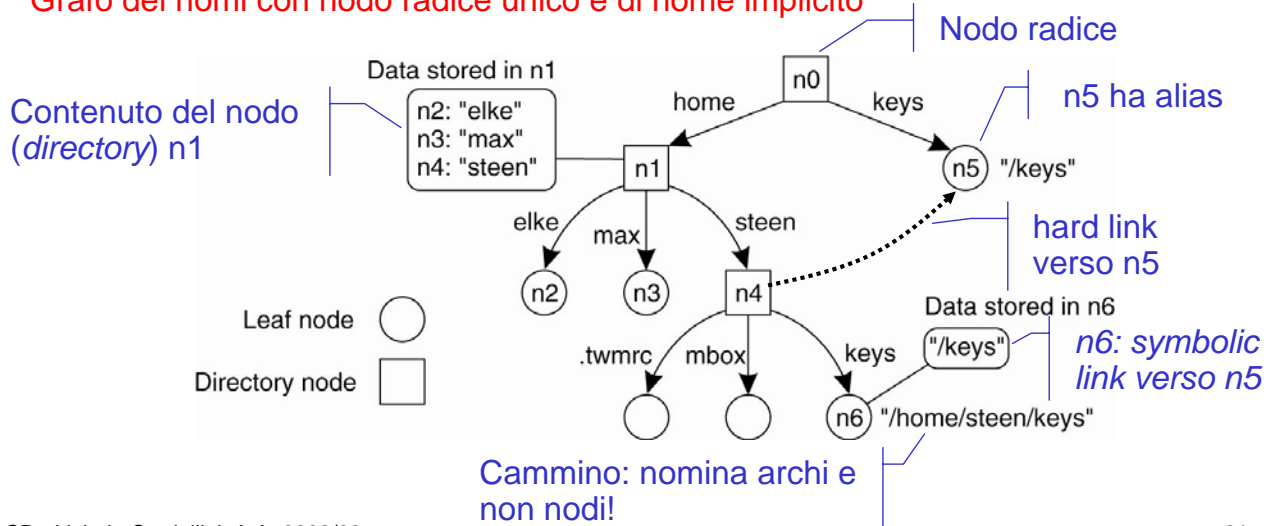 Grafo dei nomi con nodo radice unico e di nome implicito
Nodo radice
Data stored in n1
n0
Contenuto del nodo
(directory) n1
n2: "elke"
n3: "max"
n4: "steen"
home
keys
n5 ha alias
n1
n5
"/keys"
elke
max
steen
hard link
verso n5
n2
n3
n4
Data stored in n6
Leaf node
.twmrc
mbox
keys
"/keys"
n6: symbolic
link verso n5
Directory node
n6
"/home/steen/keys"
Cammino: nomina archi e
non nodi!